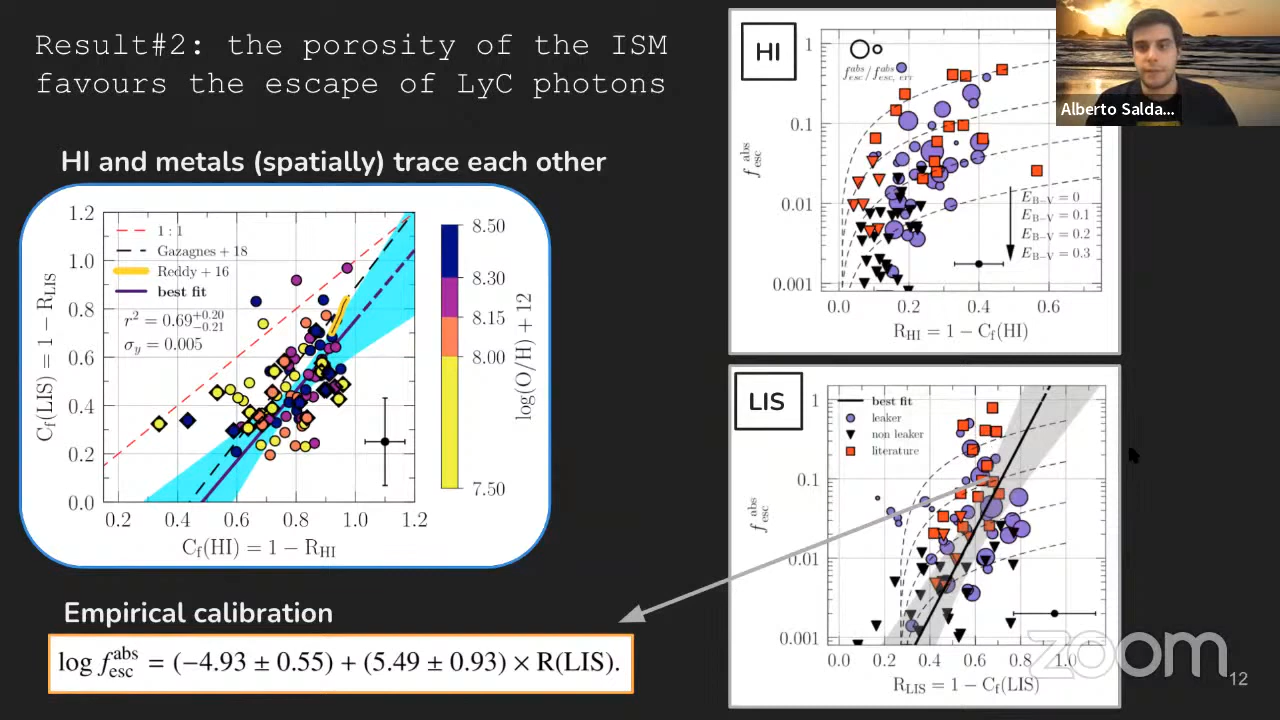 Result#2: the porosity of the ISM
favours the escape of LyC photons
HI and metals (spatially) trace each other
1.2
1.0
0.8
0.6
0.4
0.2
0.0
C_f(LIS) = 1 − R_LIS
1 : 1
Gazagnes + 18
Reddy + 16
best fit
r² = 0.69 +0.20 −0.21
σ_y = 0.005
0.2 0.4 0.6 0.8 1.0 1.2
C_f(HI) = 1 − R_HI
8.50
8.30
8.15
8.00
7.50
log(O/H) + 12
Empirical calibration
log f_esc^abs = (−4.93 ± 0.55) + (5.49 ± 0.93) × R(LIS).
HI
f_esc^abs / f_esc, err^abs
1
0.1
0.01
0.001
f_esc^abs
E_B−V = 0
E_B−V = 0.1
E_B−V = 0.2
E_B−V = 0.3
0.0 0.2 0.4 0.6
R_HI = 1 − C_f(HI)
LIS
best fit
leaker
non leaker
literature
1
0.1
0.01
0.001
f_esc^abs
0.0 0.2 0.4 0.6 0.8 1.0
R_LIS = 1 − C_f(LIS)
Alberto Salda...
zoom
12